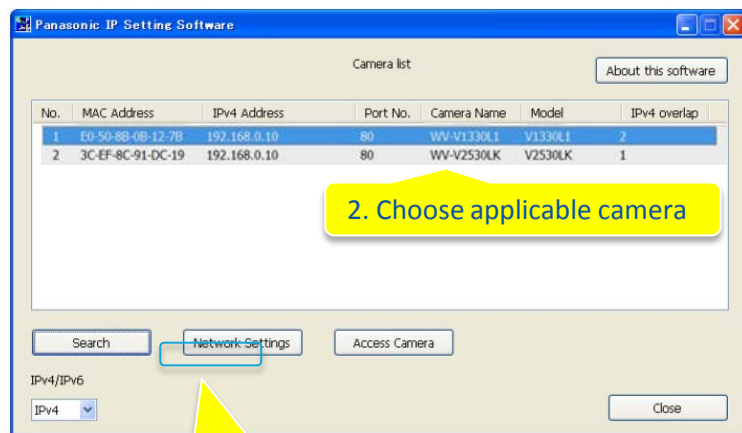 Panasonic IP Setting Software
Camera list
About this software
No. MAC Address IPv4 Address Port No. Camera Name Model IPv4 overlap
1 E0-50-8B-0B-12-7B 192.168.0.10 80 WV-V1330L1 V1330L1 2
2 3C-EF-8C-91-DC-19 192.168.0.10 80 WV-V2530LK V2530LK 1
2. Choose applicable camera
Search Network Settings Access Camera
IPv4/IPv6
IPv4 Close